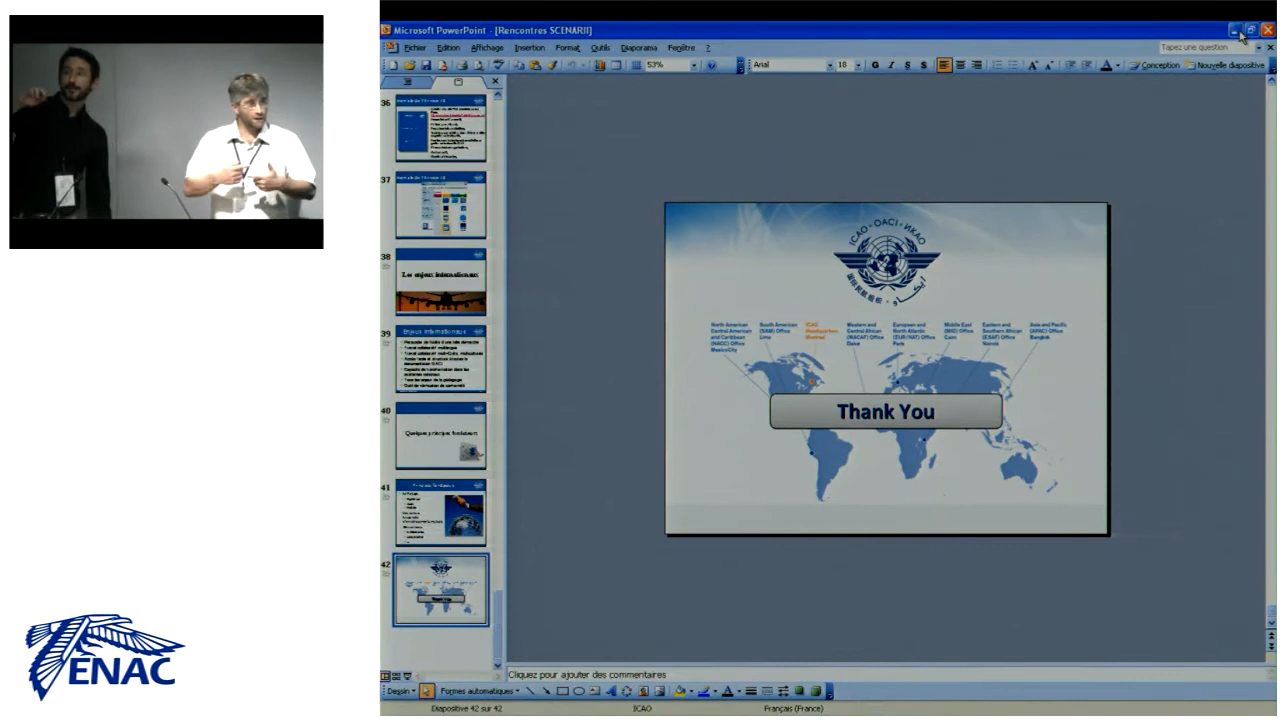 Microsoft PowerPoint - [Rencontres SCENARII]
Fichier Edition Affichage Insertion Format Outils Diaporama Fenêtre ?
Tapez une question
53%
Arial
18
G I S S
Conception
Nouvelle diapositive
36
37
38
Les enjeux internationaux
39
Enjeux internationaux
40
Quelques principes fondateurs
41
42
Thank You
ICAO · OACI · ИКАО
North American
Central American
and Caribbean
(NACC) Office
Mexico City
South American
(SAM) Office
Lima
ICAO
Headquarters
Montreal
Western and
Central African
(WACAF) Office
Dakar
European and
North Atlantic
(EUR/NAT) Office
Paris
Middle East
(MID) Office
Cairo
Eastern and
Southern African
(ESAF) Office
Nairobi
Asia and Pacific
(APAC) Office
Bangkok
Thank You
Cliquez pour ajouter des commentaires
Dessin
Formes automatiques
Diapositive 42 sur 42
ICAO
Français (France)
ENAC